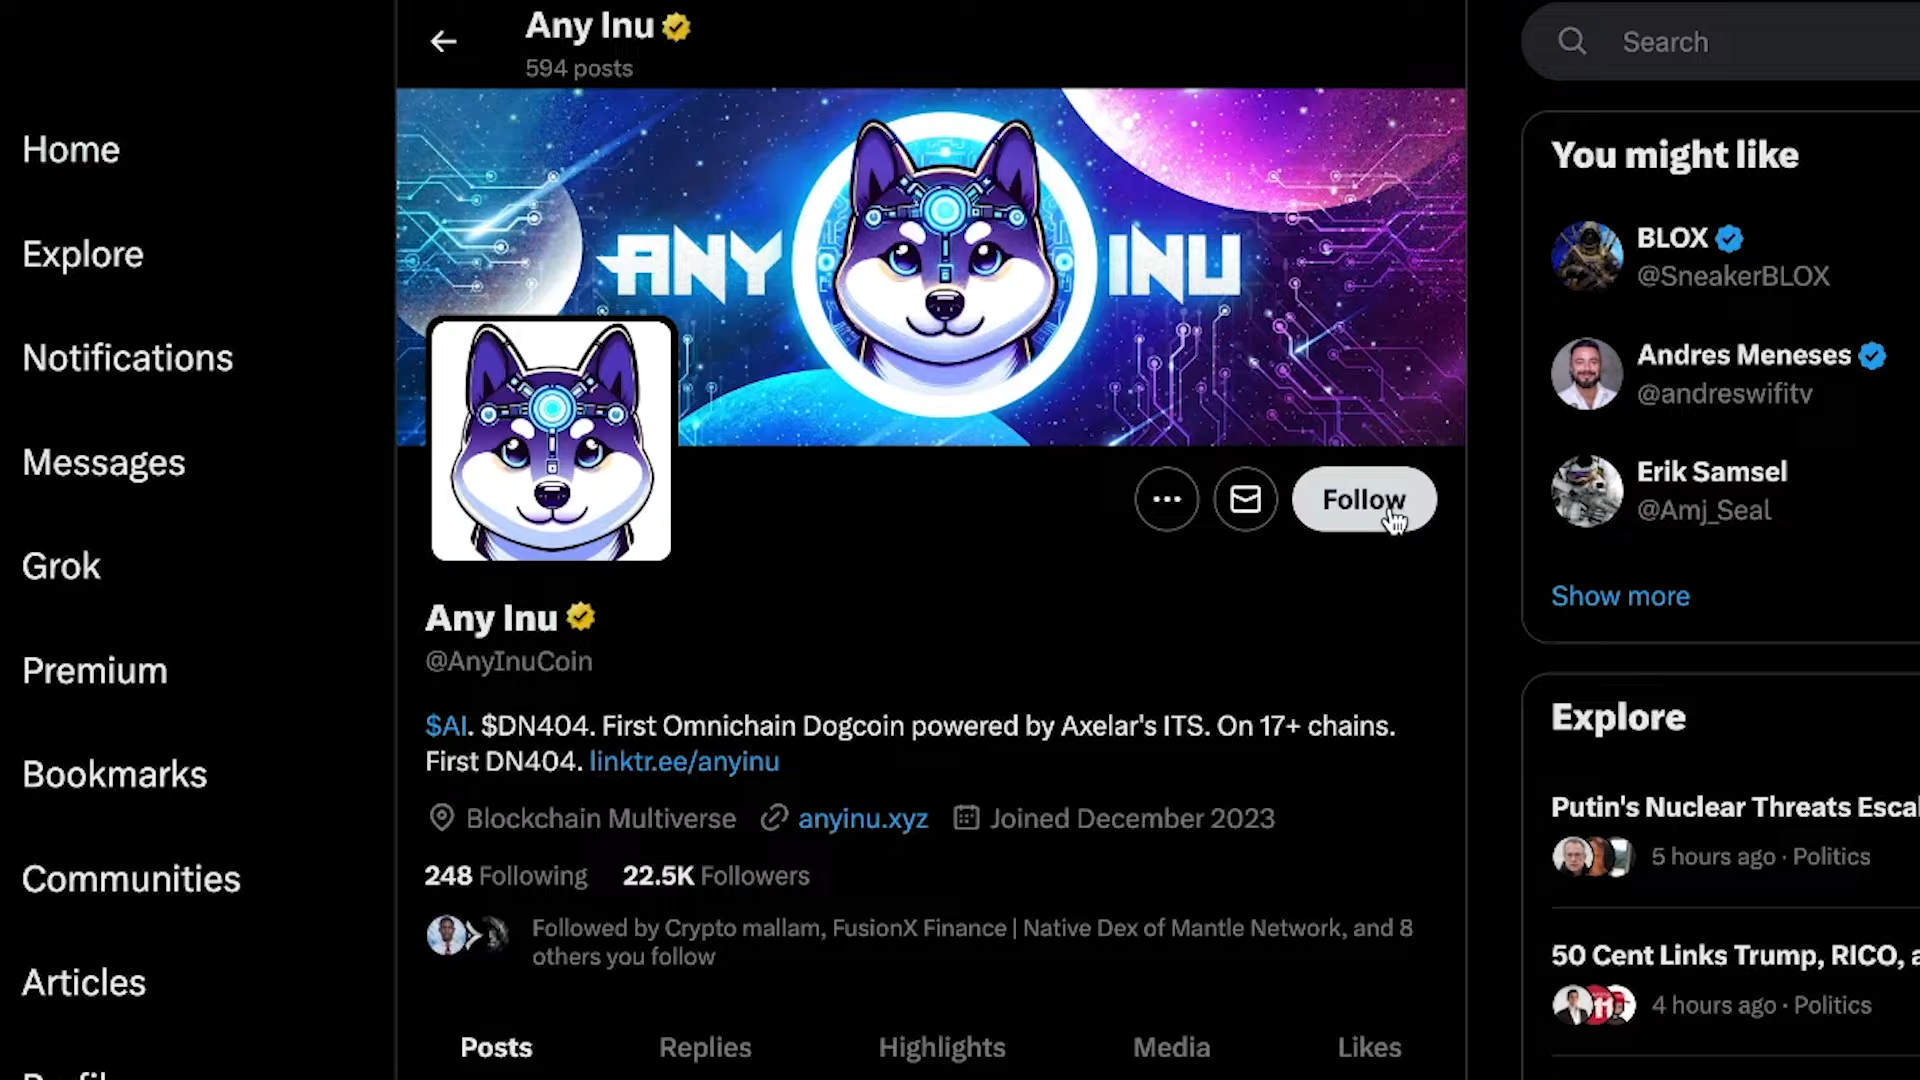 Home
Explore
Notifications
Messages
Grok
Premium
Bookmarks
Communities
Articles
Any Inu
594 posts
ANY INU
Follow
Any Inu
@AnyInuCoin
$AI. $DN404. First Omnichain Dogcoin powered by Axelar's ITS. On 17+ chains.
First DN404. linktr.ee/anyinu
Blockchain Multiverse anyinu.xyz Joined December 2023
248 Following 22.5K Followers
Followed by Crypto mallam, FusionX Finance | Native Dex of Mantle Network, and 8
others you follow
Posts Replies Highlights Media Likes
Search
You might like
BLOX
@SneakerBLOX
Andres Meneses
@andreswifitv
Erik Samsel
@Amj_Seal
Show more
Explore
Putin's Nuclear Threats
5 hours ago · Politics
50 Cent Links Trump, RICO,
4 hours ago · Politics